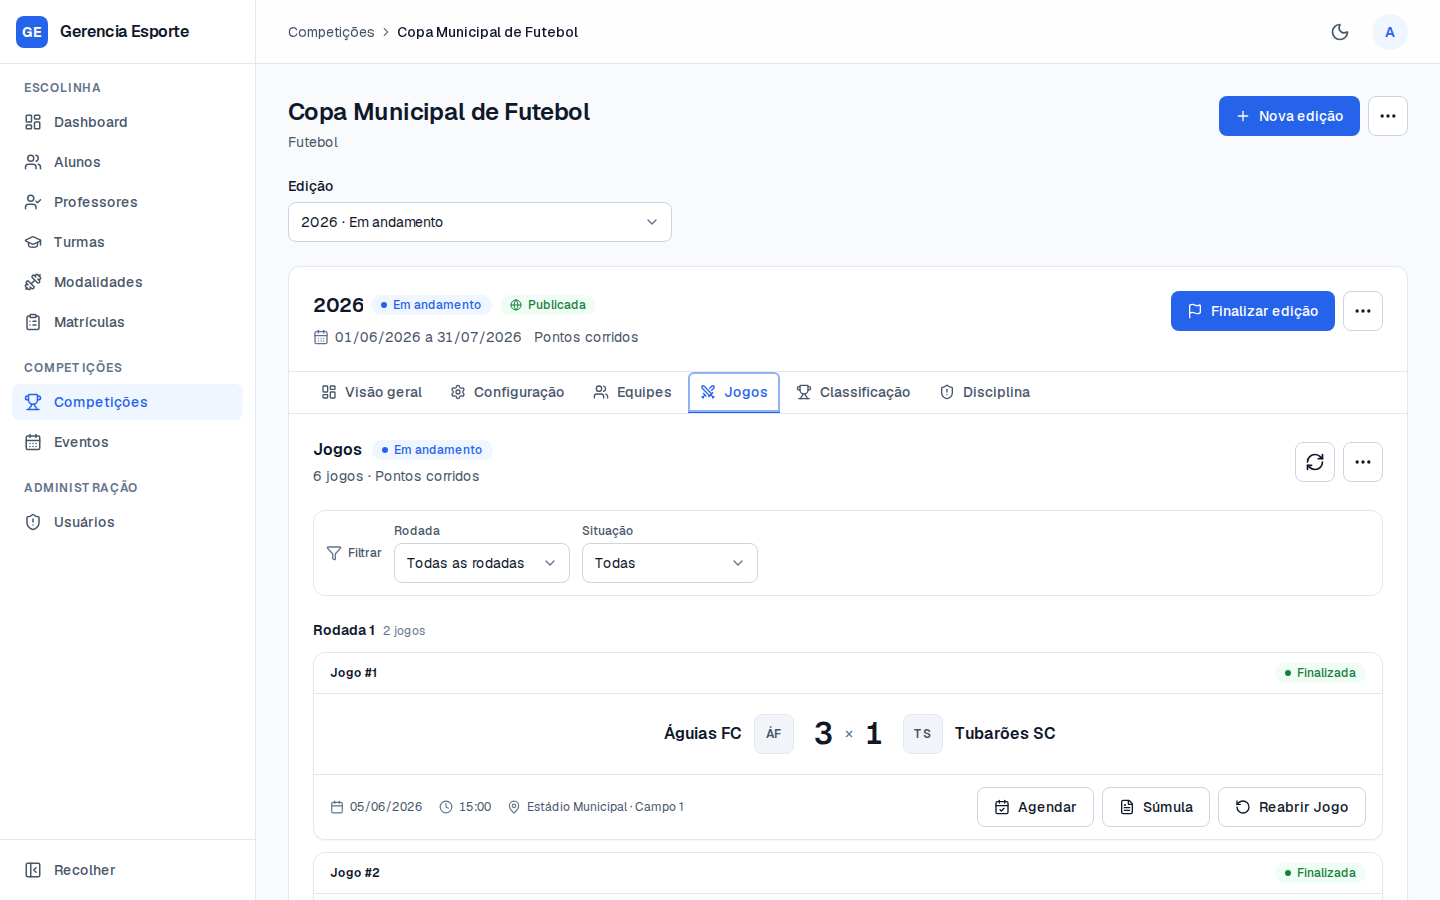 GE Gerencia Esporte
Competições > Copa Municipal de Futebol
A
ESCOLINHA
Dashboard
Alunos
Professores
Turmas
Modalidades
Matrículas
COMPETIÇÕES
Competições
Eventos
ADMINISTRAÇÃO
Usuários
Recolher
Copa Municipal de Futebol
Futebol
Nova edição
Edição
2026 · Em andamento
2026 Em andamento Publicada
01/06/2026 a 31/07/2026 Pontos corridos
Finalizar edição
Visão geral Configuração Equipes Jogos Classificação Disciplina
Jogos Em andamento
6 jogos · Pontos corridos
Filtrar
Rodada
Todas as rodadas
Situação
Todas
Rodada 1 2 jogos
Jogo #1 Finalizada
Águias FC ÁF 3 × 1 TS Tubarões SC
05/06/2026 15:00 Estádio Municipal · Campo 1
Agendar Súmula Reabrir Jogo
Jogo #2 Finalizada